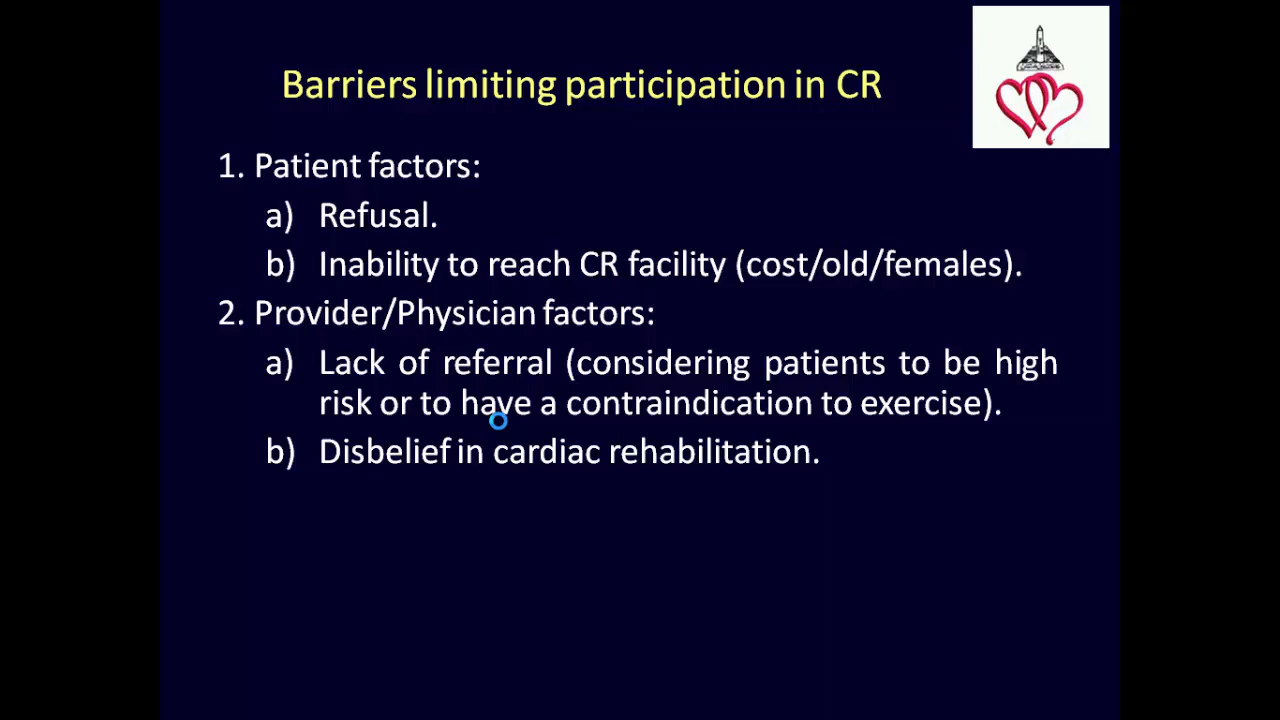 Barriers limiting participation in CR
1. Patient factors:
a) Refusal.
b) Inability to reach CR facility (cost/old/females).
2. Provider/Physician factors:
a) Lack of referral (considering patients to be high
risk or to have a contraindication to exercise).
b) Disbelief in cardiac rehabilitation.